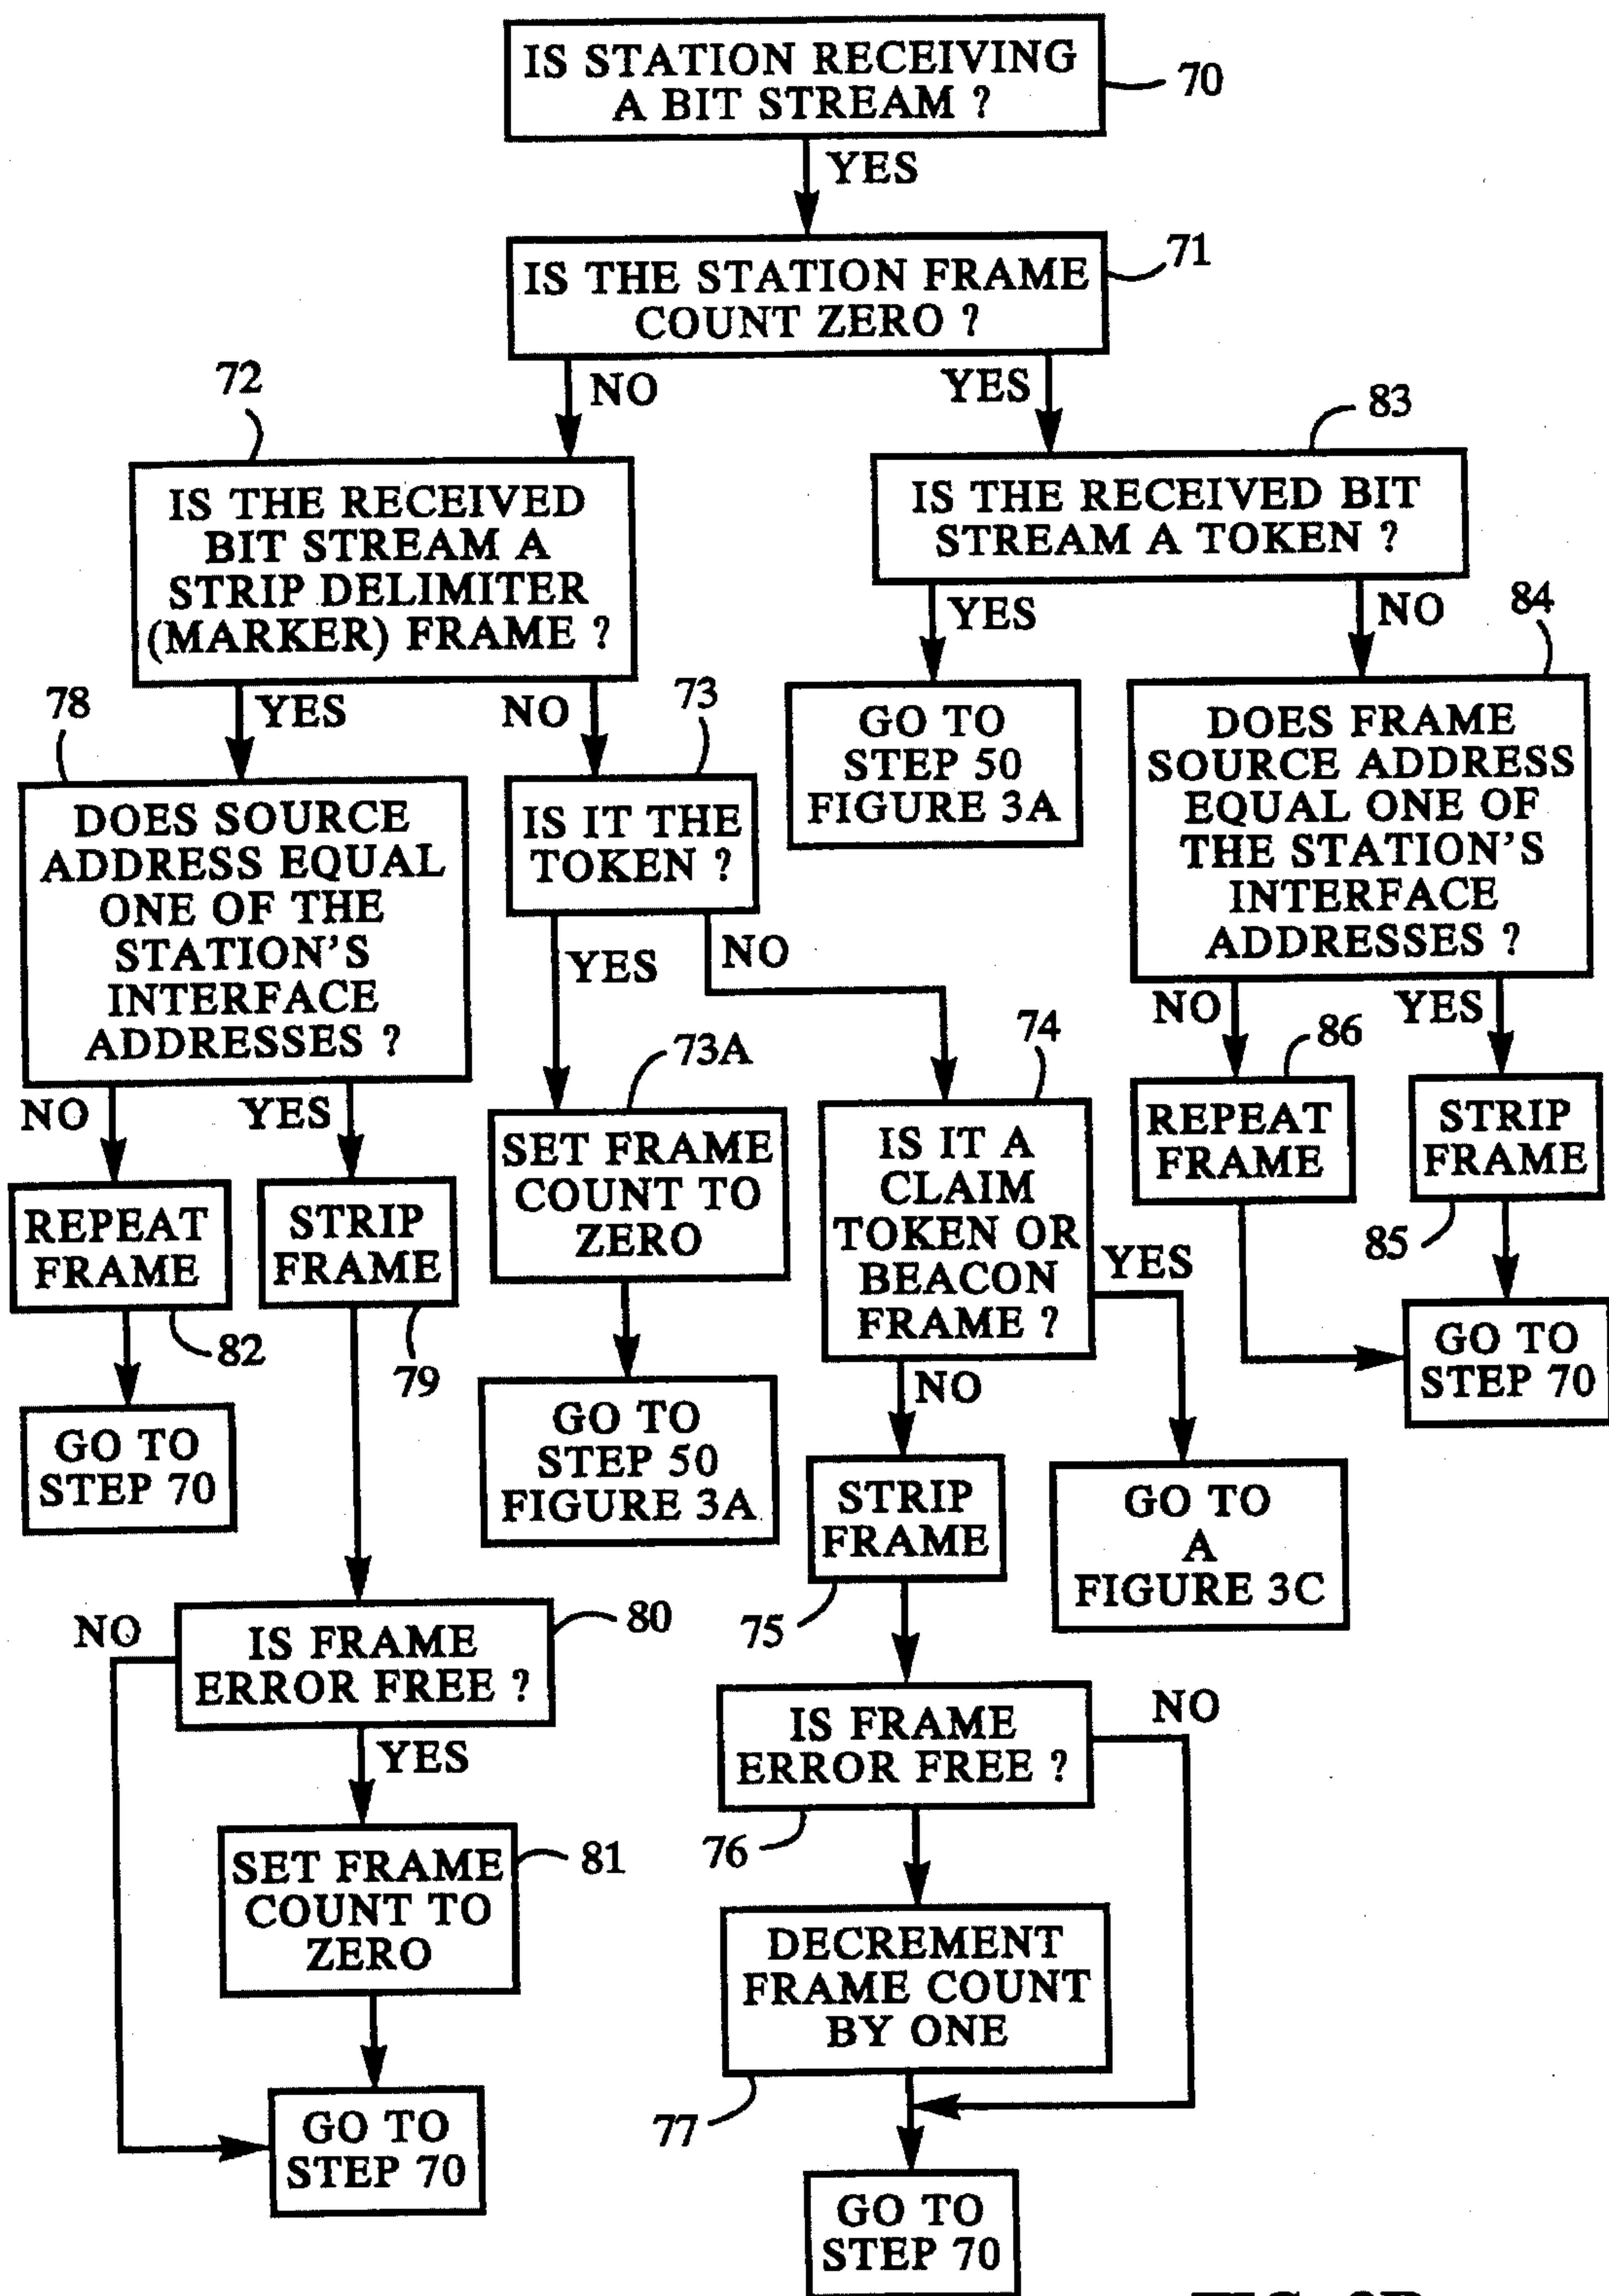 IS STATION RECEIVING
A BIT STREAM ?
70
YES
IS THE STATION FRAME
COUNT ZERO ?
71
NO
YES
72
IS THE RECEIVED
BIT STREAM A
STRIP DELIMITER
(MARKER) FRAME ?
83
IS THE RECEIVED BIT
STREAM A TOKEN ?
YES
NO
78
DOES SOURCE
ADDRESS EQUAL
ONE OF THE
STATION'S
INTERFACE
ADDRESSES ?
73
IS IT THE
TOKEN ?
YES
GO TO
STEP 50
FIGURE 3A
NO
84
DOES FRAME
SOURCE ADDRESS
EQUAL ONE OF
THE STATION'S
INTERFACE
ADDRESSES ?
NO
YES
YES
NO
NO
YES
REPEAT
FRAME
82
GO TO
STEP 70
STRIP
FRAME
79
73A
SET FRAME
COUNT TO
ZERO
GO TO
STEP 50
FIGURE 3A
74
IS IT A
CLAIM
TOKEN OR
BEACON
FRAME ?
YES
NO
86
REPEAT
FRAME
STRIP
FRAME
85
GO TO
STEP 70
STRIP
FRAME
75
GO TO
A
FIGURE 3C
NO
IS FRAME
ERROR FREE ?
80
YES
SET FRAME
COUNT TO
ZERO
81
GO TO
STEP 70
IS FRAME
ERROR FREE ?
NO
76
DECREMENT
FRAME COUNT
BY ONE
77
GO TO
STEP 70